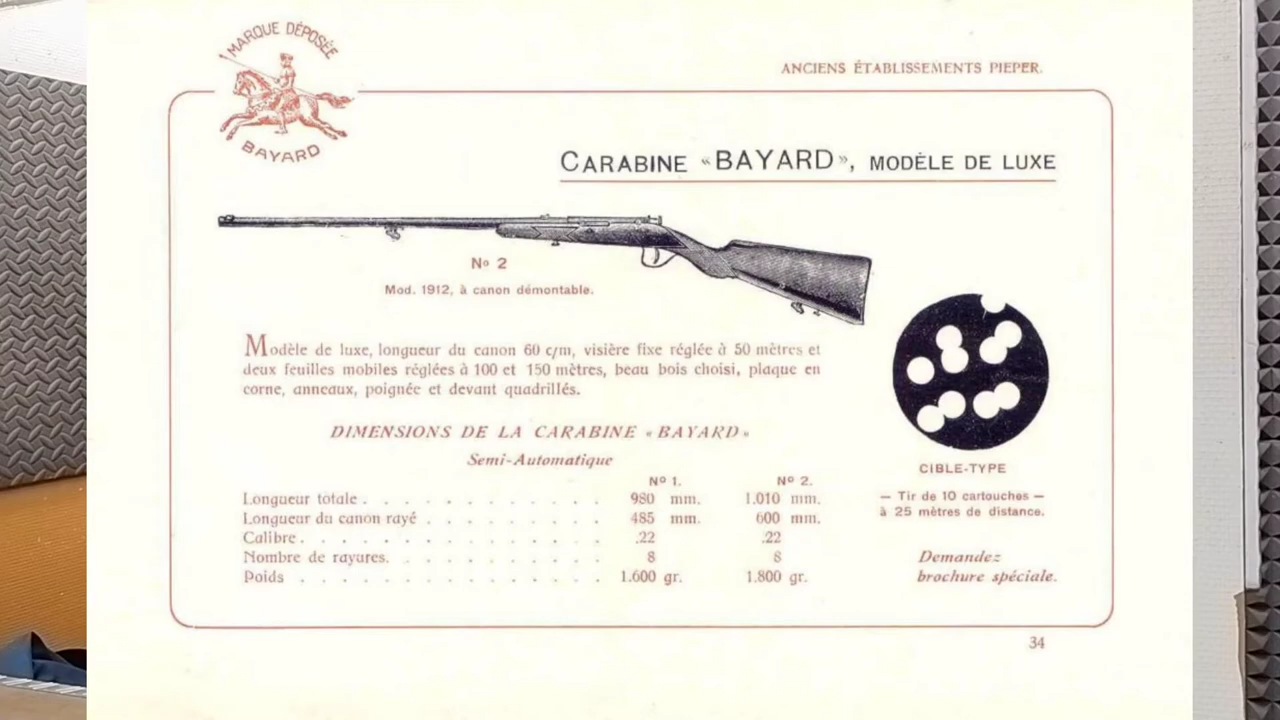 MARQUE DÉPOSÉE
BAYARD
ANCIENS ÉTABLISSEMENTS PIEPER.
CARABINE «BAYARD», MODÈLE DE LUXE
Nº 2
Mod. 1912, à canon démontable.
Modèle de luxe, longueur du canon 60 c/m, visière fixe réglée à 50 mètres et
deux feuilles mobiles réglées à 100 et 150 mètres, beau bois choisi, plaque en
corne, anneaux, poignée et devant quadrillés.
DIMENSIONS DE LA CARABINE «BAYARD»
Semi-Automatique
Nº 1. Nº 2.
Longueur totale . . . . . . . . . . . . 980 mm. 1.010 mm.
Longueur du canon rayé . . . . . . . . . 485 mm. 600 mm.
Calibre. . . . . . . . . . . . . . . .22 .22
Nombre de rayures. . . . . . . . . . . 8 8
Poids . . . . . . . . . . . . . . . 1.600 gr. 1.800 gr.
CIBLE-TYPE
— Tir de 10 cartouches —
à 25 mètres de distance.
Demandez
brochure spéciale.
34